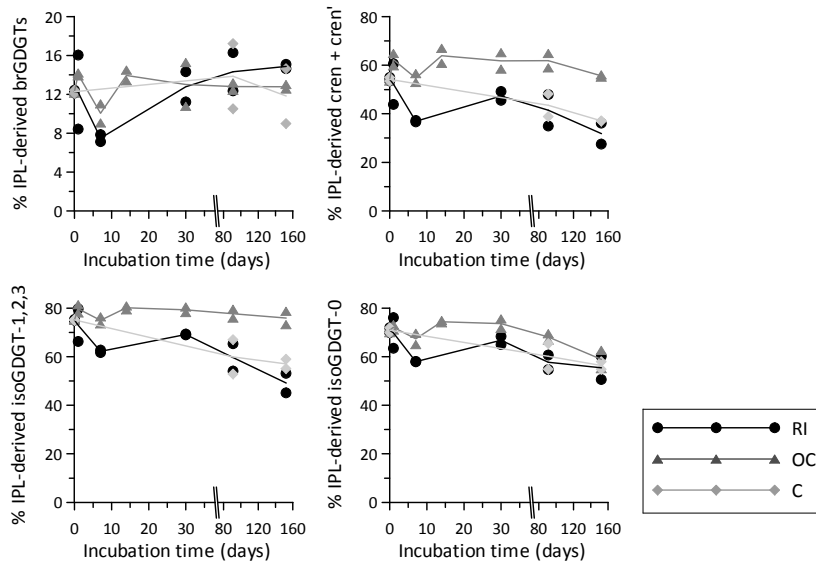 % IPL-derived brGDGTs
20
16
12
8
4
0
0 10 20 30 80 120 160
Incubation time (days)
% IPL-derived cren + cren'
80
60
40
20
0
0 10 20 30 80 120 160
Incubation time (days)
% IPL-derived isoGDGT-1,2,3
80
60
40
20
0
0 10 20 30 80 120 160
Incubation time (days)
% IPL-derived isoGDGT-0
80
60
40
20
0
0 10 20 30 80 120 160
Incubation time (days)
RI
OC
C